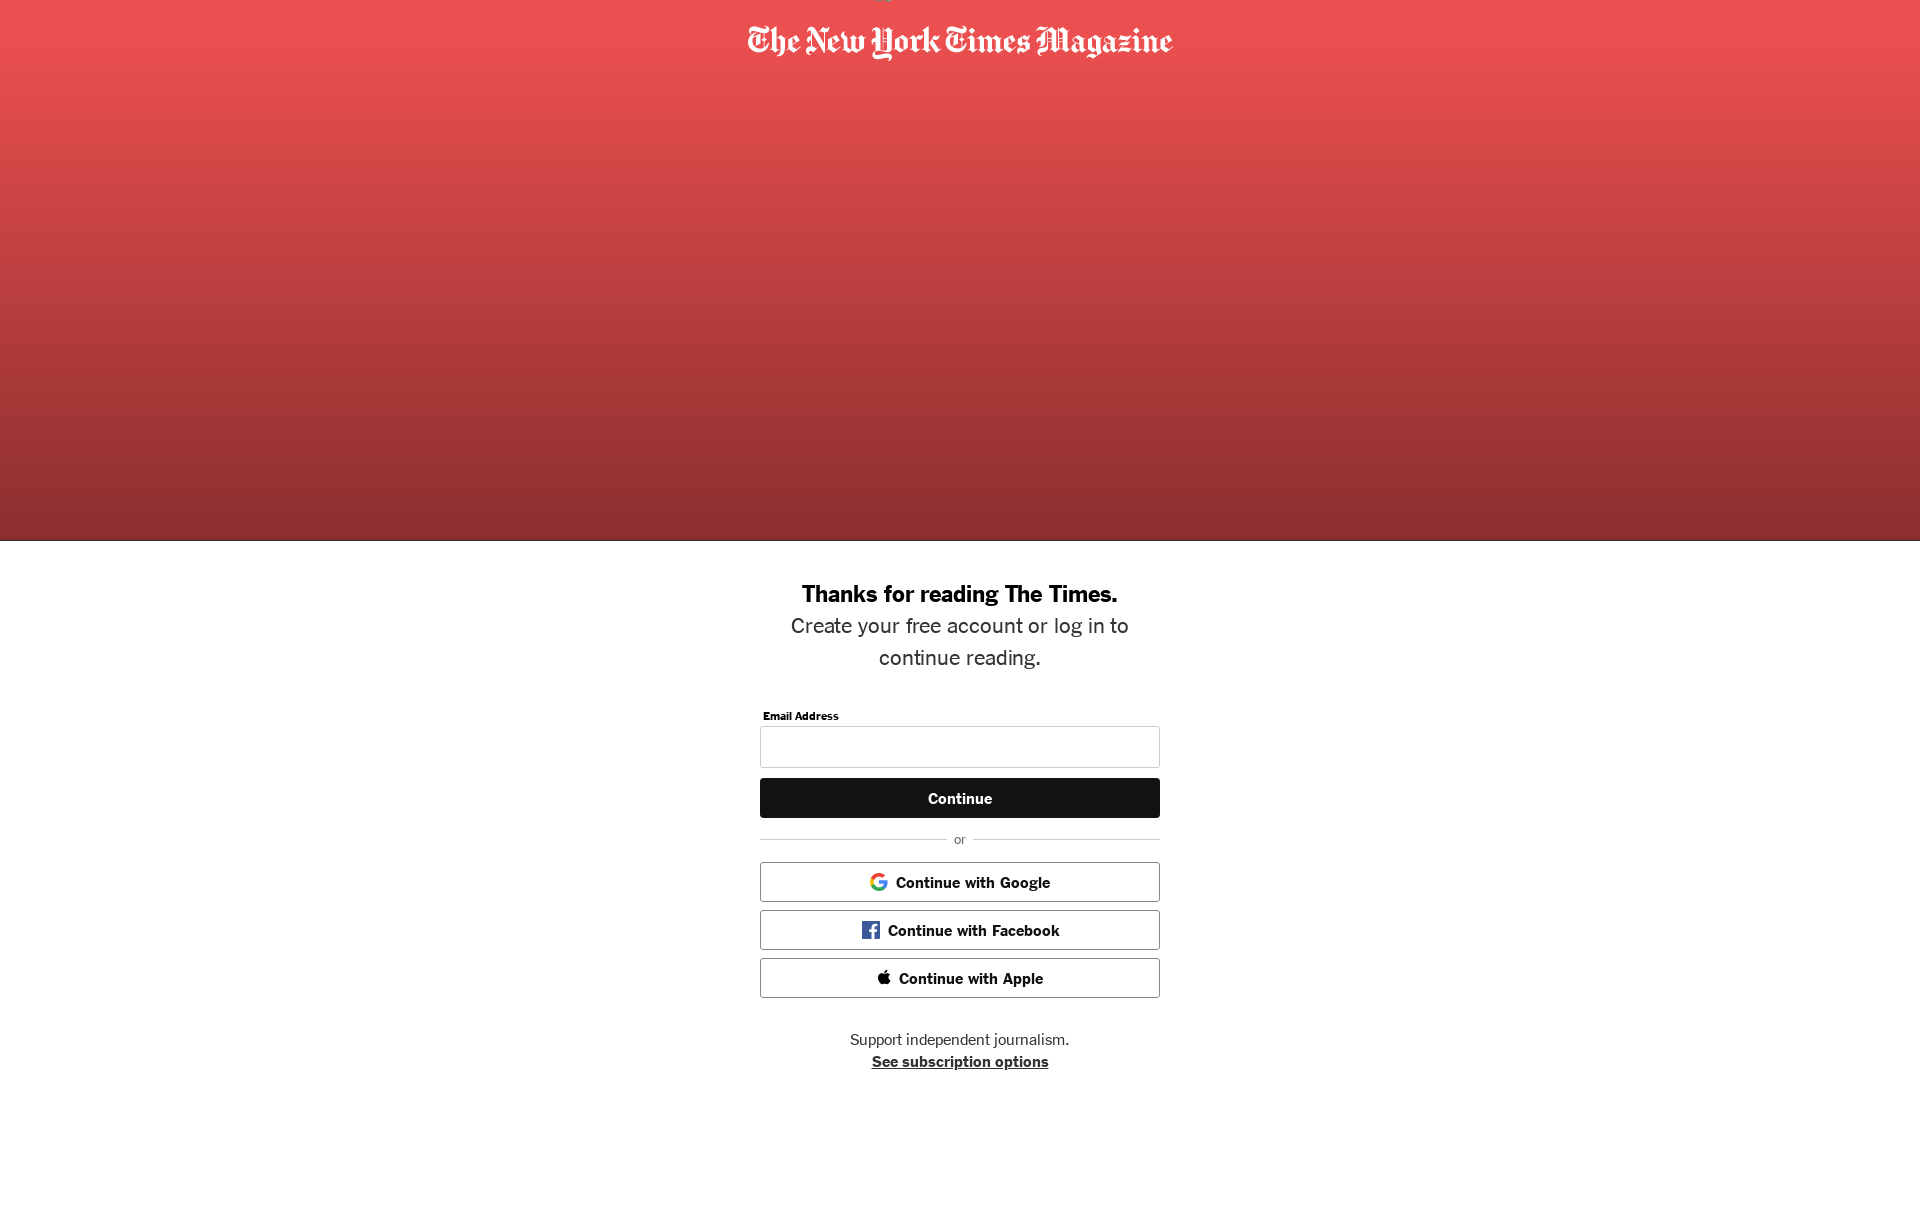 The New York Times Magazine
Thanks for reading The Times.
Create your free account or log in to
continue reading.
Email Address
Continue
or
Continue with Google
Continue with Facebook
Continue with Apple
Support independent journalism.
See subscription options